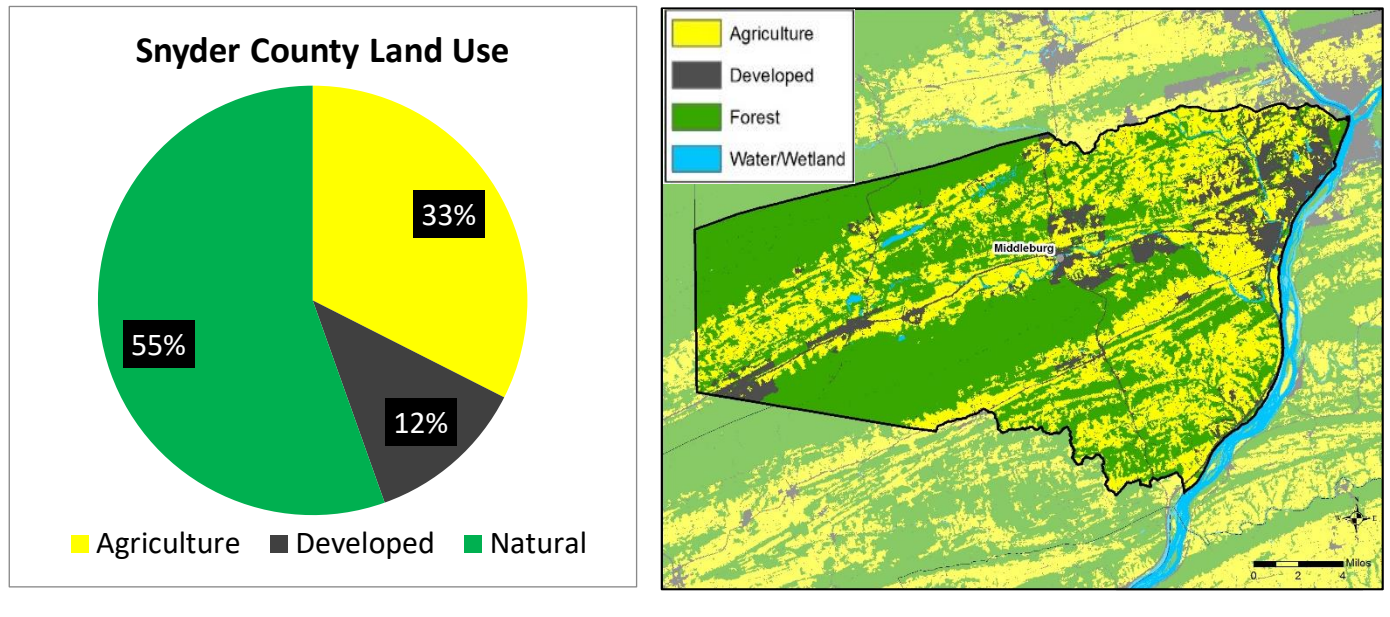 Snyder County Land Use
33%
55%
12%
Agriculture Developed Natural
Agriculture
Developed
Forest
Water/Wetland
Middleburg
E
Miles
0 2 4